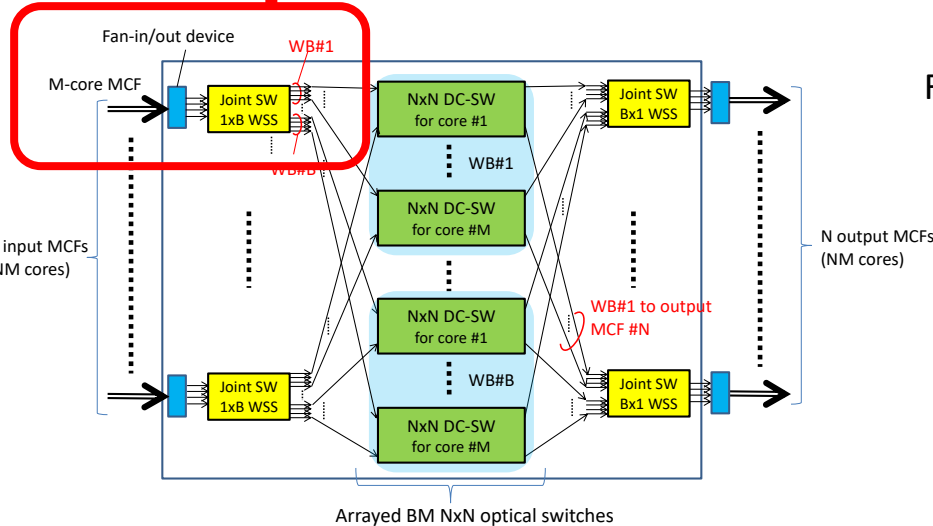 Fan-in/out device
WB#1
M-core MCF
Joint SW
1xB WSS
WB#B
NxN DC-SW
for core #1
WB#1
NxN DC-SW
for core #M
Joint SW
Bx1 WSS
F
input MCFs
NM cores)
N output MCFs
(NM cores)
NxN DC-SW
for core #1
WB#B
NxN DC-SW
for core #M
WB#1 to output
MCF #N
Joint SW
1xB WSS
Joint SW
Bx1 WSS
Arrayed BM NxN optical switches